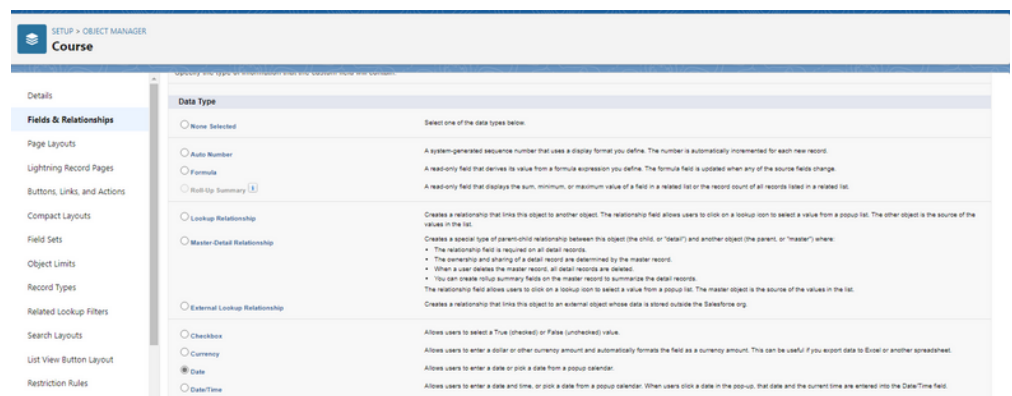 SETUP > OBJECT MANAGER
Course
Specify the type of information that the custom field will contain.
Details
Fields & Relationships
Page Layouts
Lightning Record Pages
Buttons, Links, and Actions
Compact Layouts
Field Sets
Object Limits
Record Types
Related Lookup Filters
Search Layouts
List View Button Layout
Restriction Rules
Data Type
None Selected
Select one of the data types below.
Auto Number
A system-generated sequence number that uses a display format you define. The number is automatically incremented for each new record.
Formula
A read-only field that derives its value from a formula expression you define. The formula field is updated when any of the source fields change.
Roll-Up Summary i
A read-only field that displays the sum, minimum, or maximum value of a field in a related list or the record count of all records listed in a related list.
Lookup Relationship
Creates a relationship that links this object to another object. The relationship field allows users to click on a lookup icon to select a value from a popup list. The other object is the source of the
values in the list.
Master-Detail Relationship
Creates a special type of parent-child relationship between this object (the child, or "detail") and another object (the parent, or "master") where:
• The relationship field is required on all detail records.
• The ownership and sharing of a detail record are determined by the master record.
• When a user deletes the master record, all detail records are deleted.
• You can create rollup summary fields on the master record to summarize the detail records.
The relationship field allows users to click on a lookup icon to select a value from a popup list. The master object is the source of the values in the list.
External Lookup Relationship
Creates a relationship that links this object to an external object whose data is stored outside the Salesforce org.
Checkbox
Allows users to select a True (checked) or False (unchecked) value.
Currency
Allows users to enter a dollar or other currency amount and automatically formats the field as a currency amount. This can be useful if you export data to Excel or another spreadsheet.
Date
Allows users to enter a date or pick a date from a popup calendar.
Date/Time
Allows users to enter a date and time, or pick a date from a popup calendar. When users click a date in the pop-up, that date and the current time are entered into the Date/Time field.